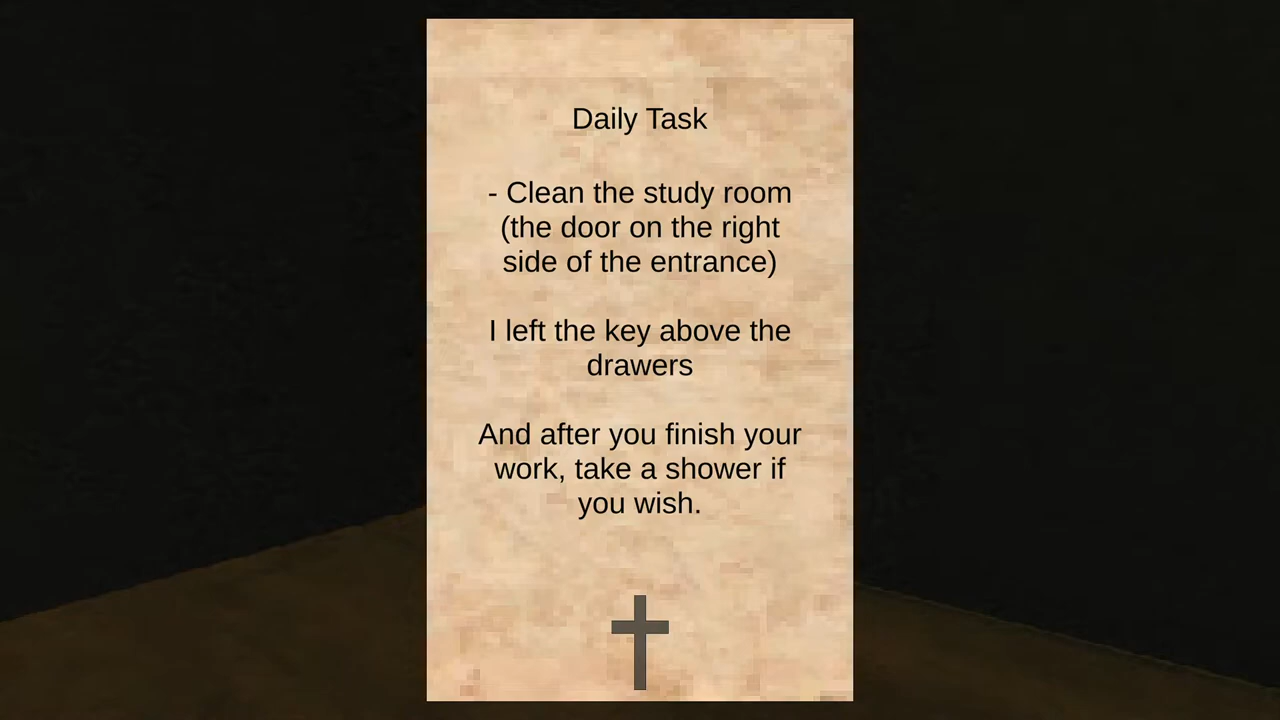 Daily Task
- Clean the study room
(the door on the right
side of the entrance)
I left the key above the
drawers
And after you finish your
work, take a shower if
you wish.